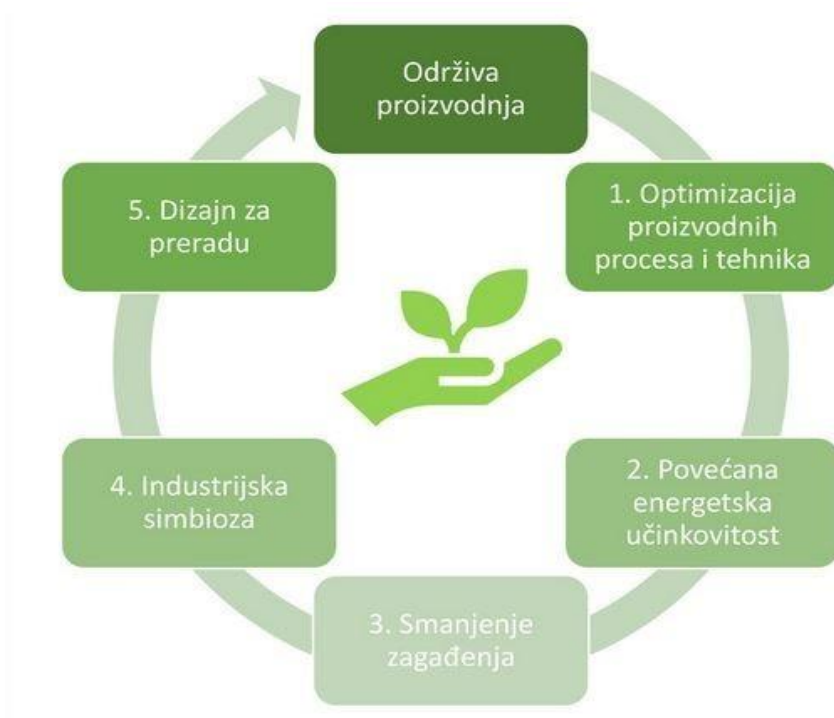 Održiva
proizvodnja
1. Optimizacija
proizvodnih
procesa i tehnika
2. Povećana
energetska
učinkovitost
3. Smanjenje
zagađenja
4. Industrijska
simbioza
5. Dizajn za
preradu